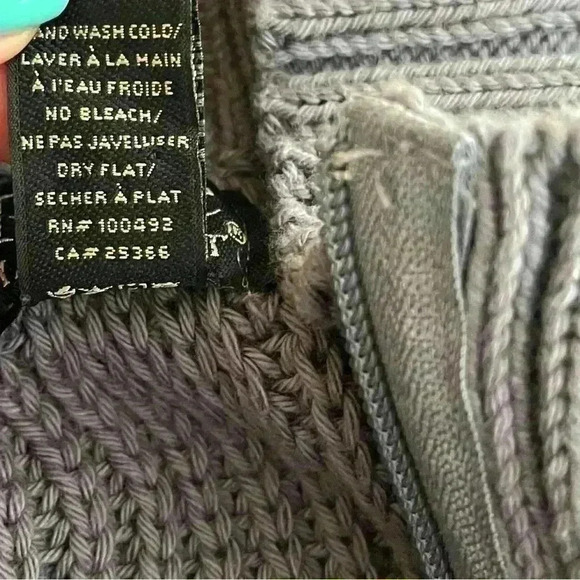 HAND WASH COLD/
LAVER À LA MAIN
À l'EAU FROIDE
NO BLEACH/
NE PAS JAVELLISER
DRY FLAT/
SECHER À PLAT
RN# 100492
CA# 25366